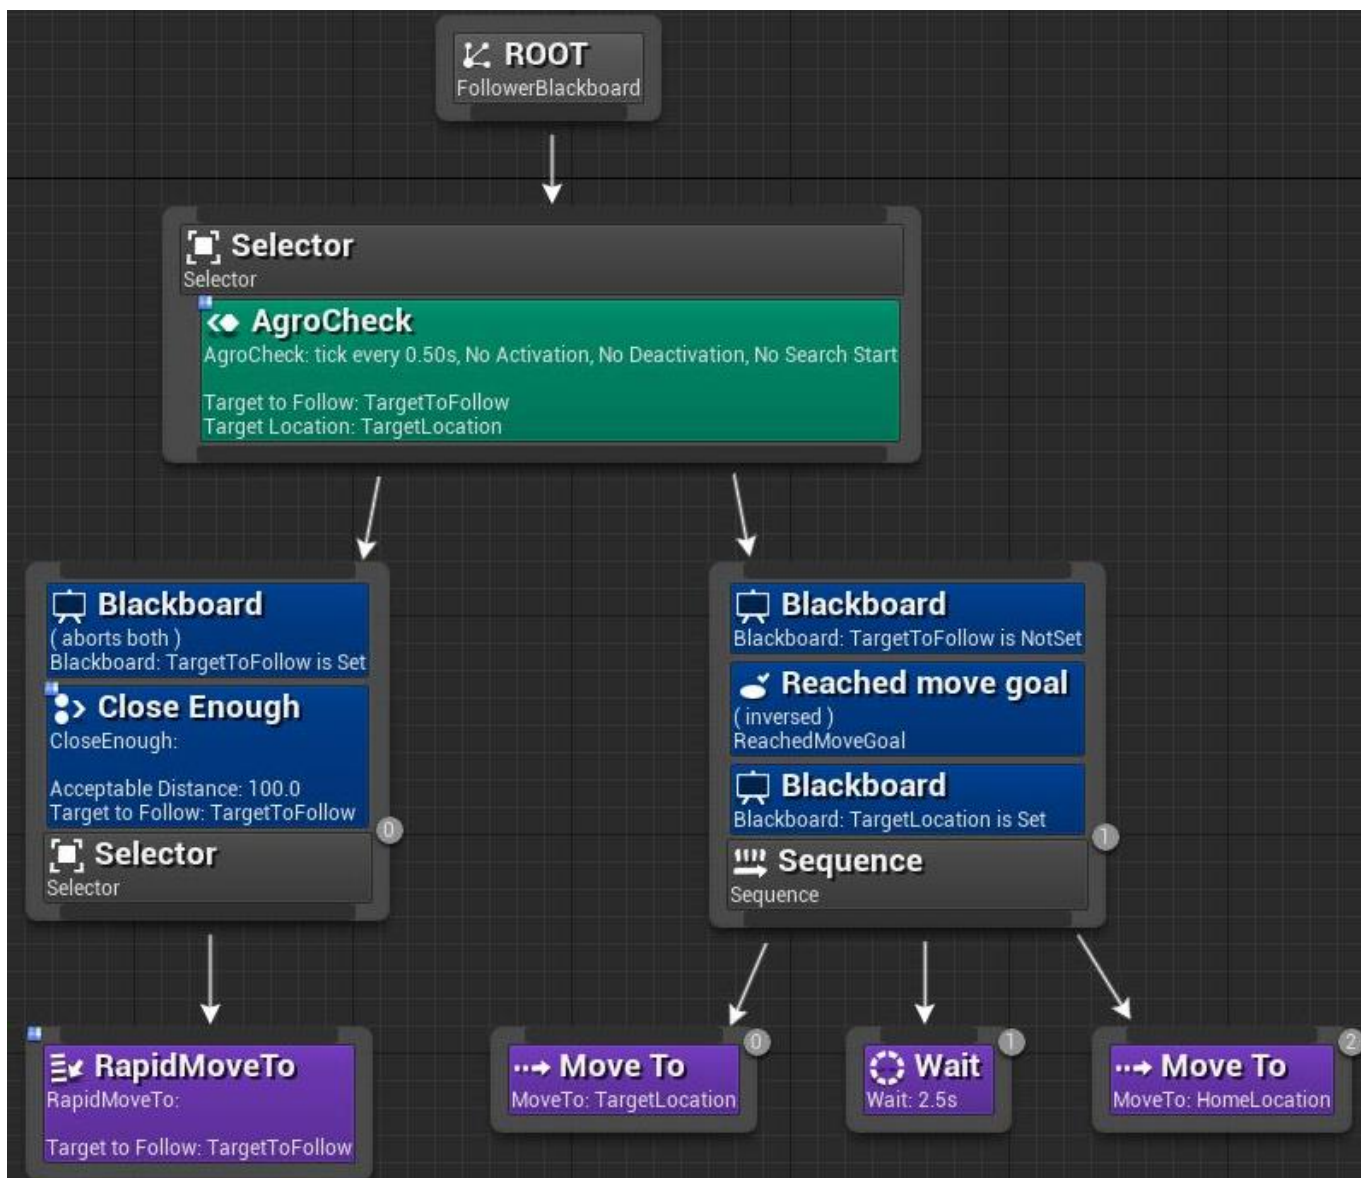 ROOT
FollowerBlackboard
Selector
Selector
AgroCheck
AgroCheck: tick every 0.50s, No Activation, No Deactivation, No Search Start
Target to Follow: TargetToFollow
Target Location: TargetLocation
Blackboard
( aborts both )
Blackboard: TargetToFollow is Set
Close Enough
CloseEnough:
Acceptable Distance: 100.0
Target to Follow: TargetToFollow
0
Selector
Selector
Blackboard
Blackboard: TargetToFollow is NotSet
Reached move goal
( inversed )
ReachedMoveGoal
Blackboard
Blackboard: TargetLocation is Set
1
Sequence
Sequence
RapidMoveTo
RapidMoveTo:
Target to Follow: TargetToFollow
0
Move To
MoveTo: TargetLocation
1
Wait
Wait: 2.5s
2
Move To
MoveTo: HomeLocation